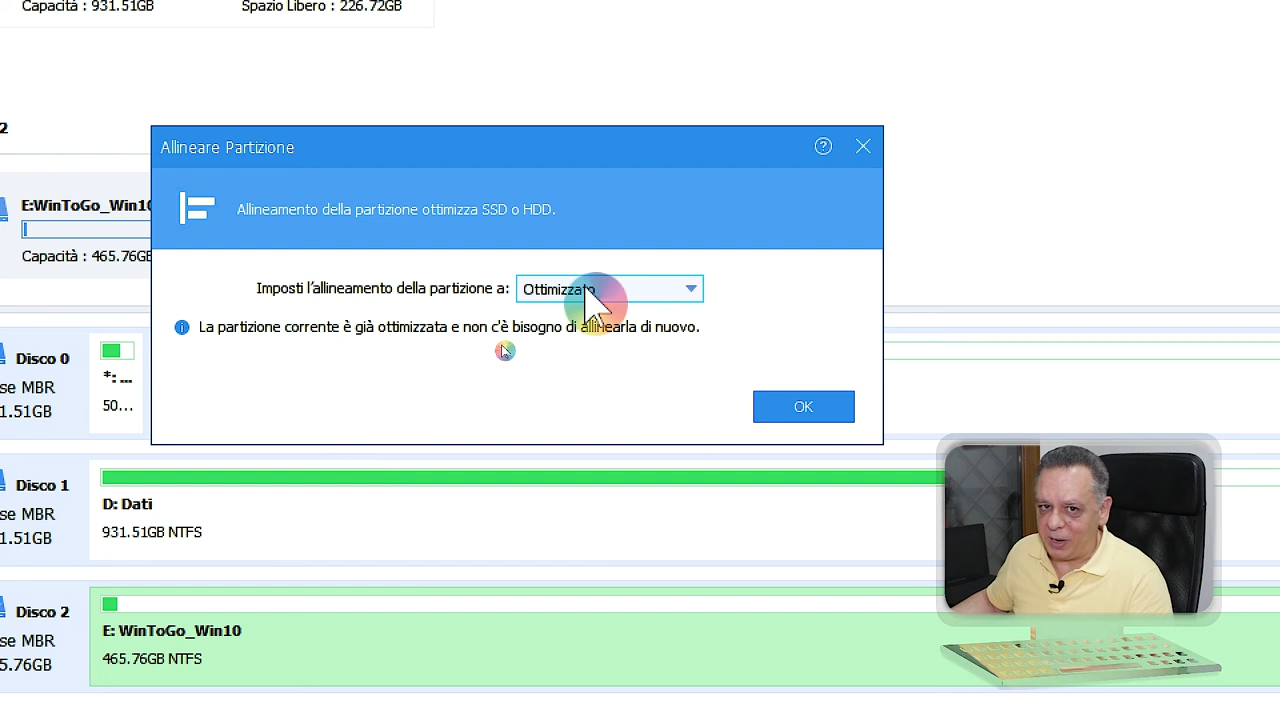 Capacità : 931.51GB
Spazio Libero : 226.72GB
2
Allineare Partizione
Allineamento della partizione ottimizza SSD o HDD.
E:WinToGo_Win10
Capacità : 465.76GB
Imposti l'allineamento della partizione a:
Ottimizzato
La partizione corrente è già ottimizzata e non c'è bisogno di allinearla di nuovo.
OK
Disco 0
se MBR
1.51GB
*: ...
50...
Disco 1
se MBR
1.51GB
D: Dati
931.51GB NTFS
Disco 2
se MBR
5.76GB
E: WinToGo_Win10
465.76GB NTFS